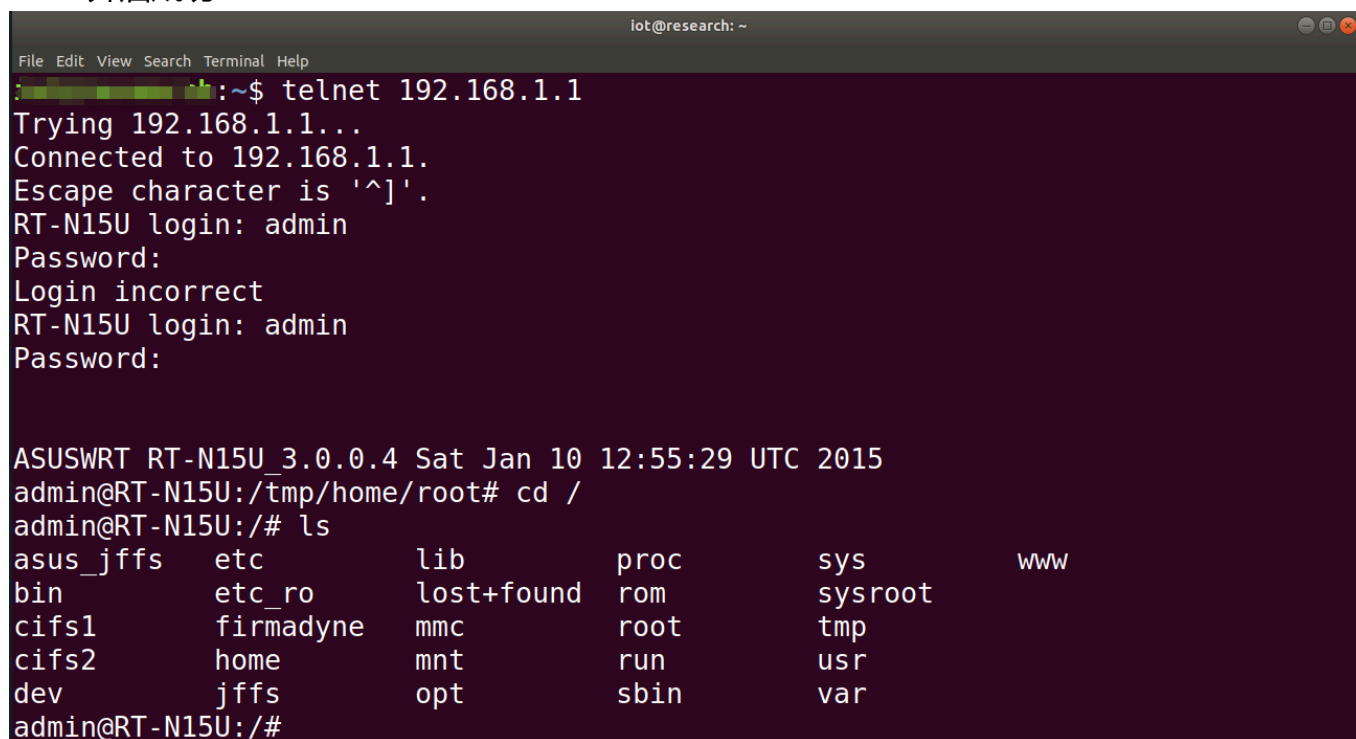 iot@research: ~
File Edit View Search Terminal Help
:~$ telnet 192.168.1.1
Trying 192.168.1.1...
Connected to 192.168.1.1.
Escape character is '^]'.
RT-N15U login: admin
Password:
Login incorrect
RT-N15U login: admin
Password:
ASUSWRT RT-N15U_3.0.0.4 Sat Jan 10 12:55:29 UTC 2015
admin@RT-N15U:/tmp/home/root# cd /
admin@RT-N15U:/# ls
asus_jffs etc lib proc sys www
bin etc_ro lost+found rom sysroot
cifs1 firmadyne mmc root tmp
cifs2 home mnt run usr
dev jffs opt sbin var
admin@RT-N15U:/#